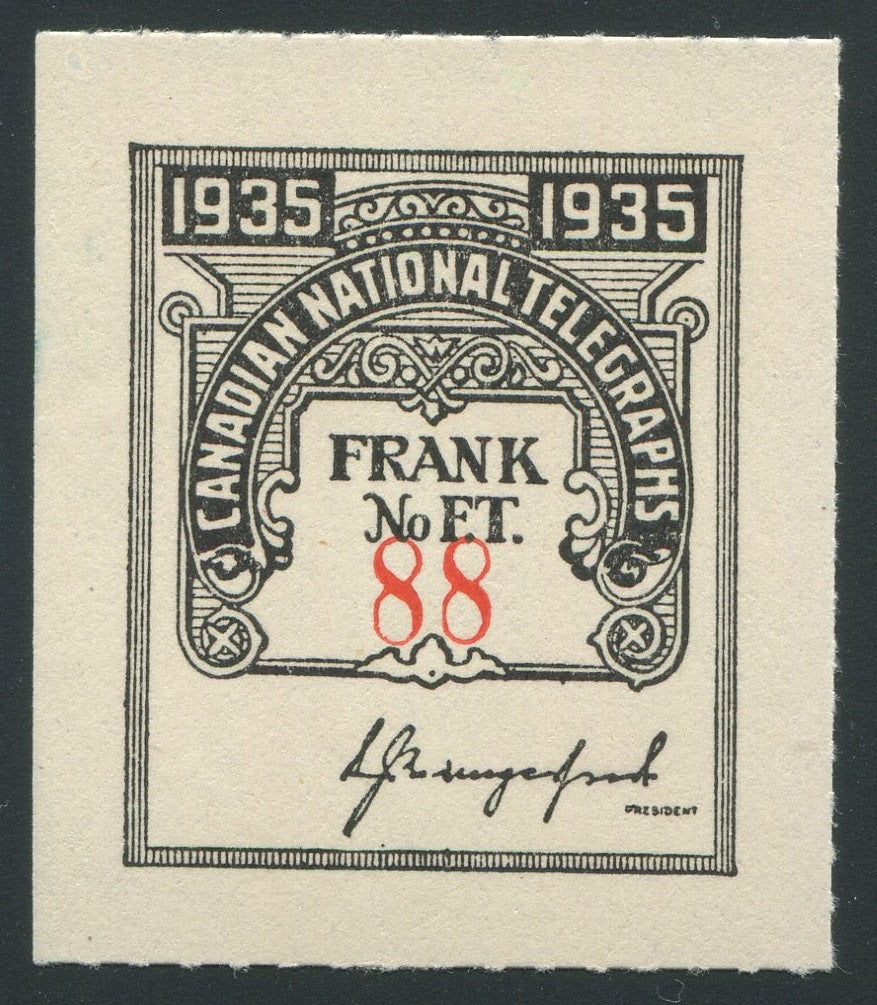 1935 1935
CANADIAN NATIONAL TELEGRAPHS
FRANK
No F.T.
88
PRESIDENT